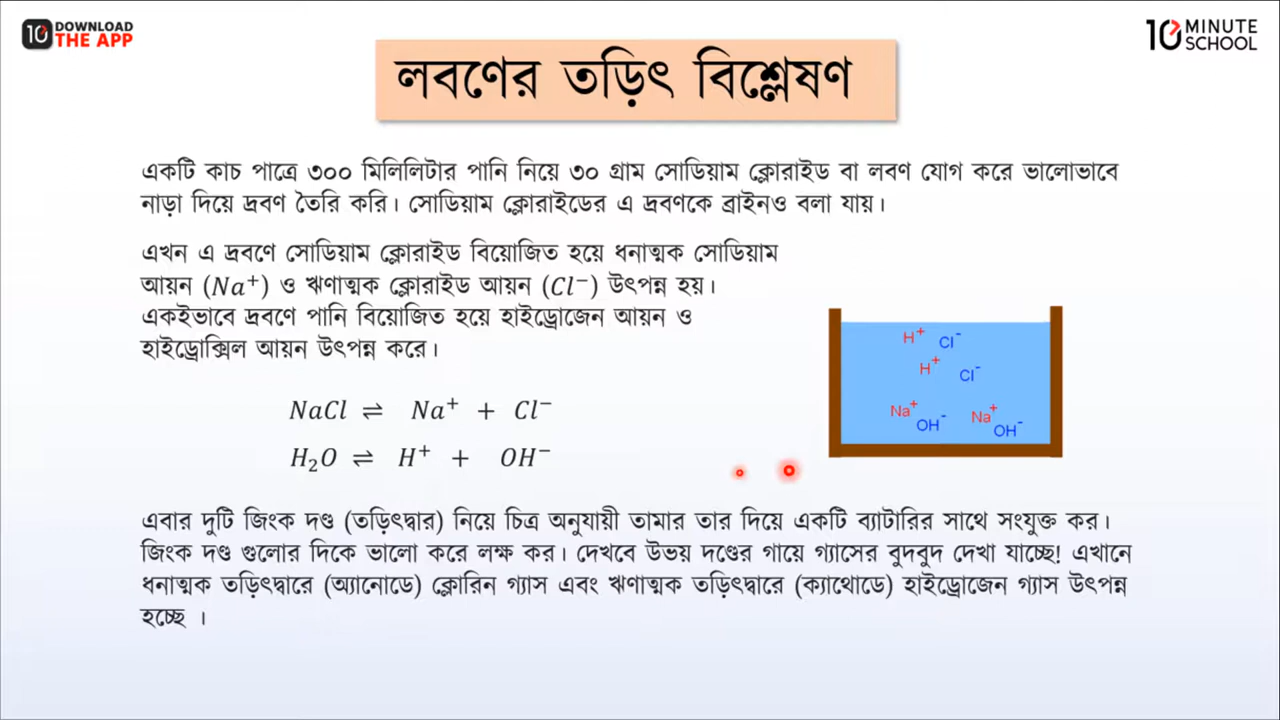 10 DOWNLOAD
THE APP
10 MINUTE
SCHOOL
লবণের তড়িৎ বিশ্লেষণ
একটি কাচ পাত্রে ৩০০ মিলিলিটার পানি নিয়ে ৩০ গ্রাম সোডিয়াম ক্লোরাইড বা লবণ যোগ করে ভালোভাবে
নাড়া দিয়ে দ্রবণ তৈরি করি। সোডিয়াম ক্লোরাইডের এ দ্রবণকে ব্রাইনও বলা যায়।
এখন এ দ্রবণে সোডিয়াম ক্লোরাইড বিয়োজিত হয়ে ধনাত্মক সোডিয়াম
আয়ন (Na⁺) ও ঋণাত্মক ক্লোরাইড আয়ন (Cl⁻) উৎপন্ন হয়।
একইভাবে দ্রবণে পানি বিয়োজিত হয়ে হাইড্রোজেন আয়ন ও
হাইড্রোক্সিল আয়ন উৎপন্ন করে।
NaCl ⇌ Na⁺ + Cl⁻
H₂O ⇌ H⁺ + OH⁻
H⁺ Cl⁻
H⁺ Cl⁻
Na⁺ Na⁺
OH⁻ OH⁻
এবার দুটি জিংক দণ্ড (তড়িৎদ্বার) নিয়ে চিত্র অনুযায়ী তামার তার দিয়ে একটি ব্যাটারির সাথে সংযুক্ত কর।
জিংক দণ্ড গুলোর দিকে ভালো করে লক্ষ কর। দেখবে উভয় দণ্ডের গায়ে গ্যাসের বুদবুদ দেখা যাচ্ছে! এখানে
ধনাত্মক তড়িৎদ্বারে (অ্যানোডে) ক্লোরিন গ্যাস এবং ঋণাত্মক তড়িৎদ্বারে (ক্যাথোডে) হাইড্রোজেন গ্যাস উৎপন্ন
হচ্ছে ।